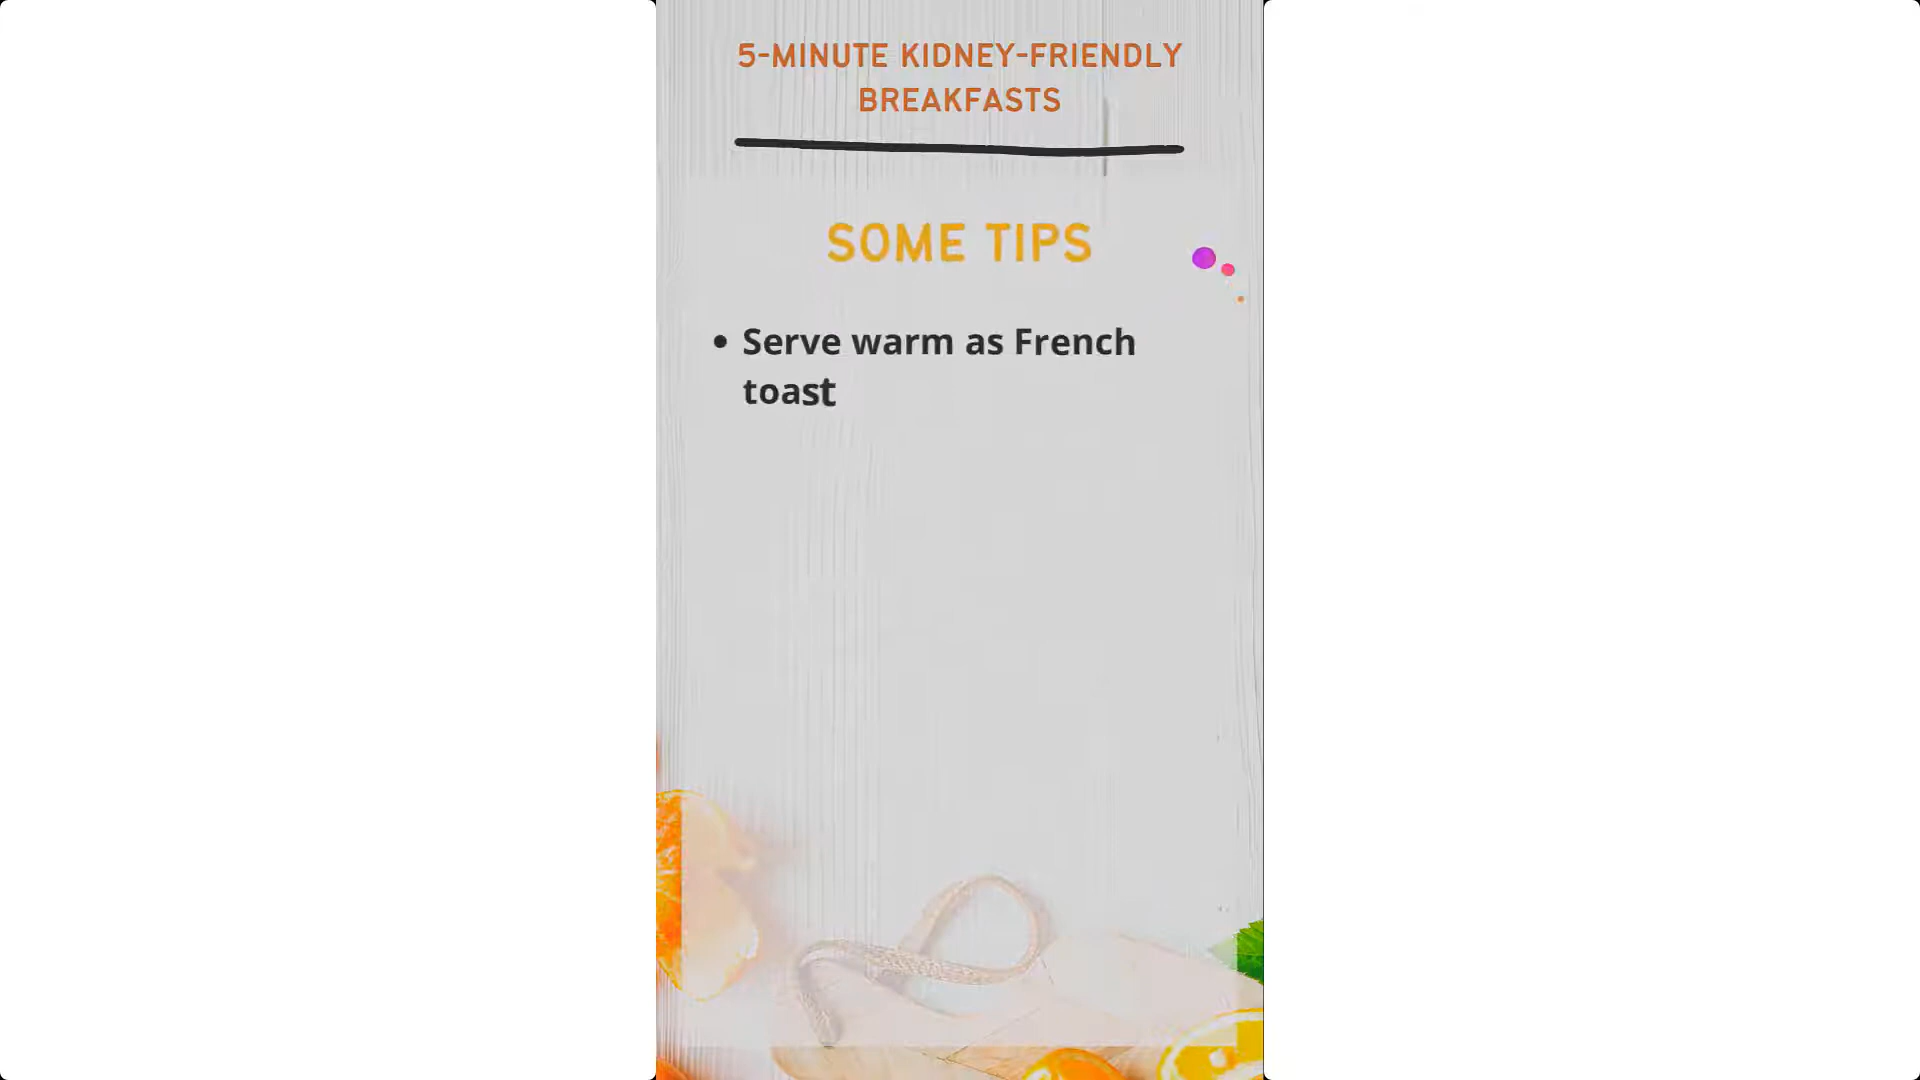 5-MINUTE KIDNEY-FRIENDLY
BREAKFASTS
SOME TIPS
• Serve warm as French
toast